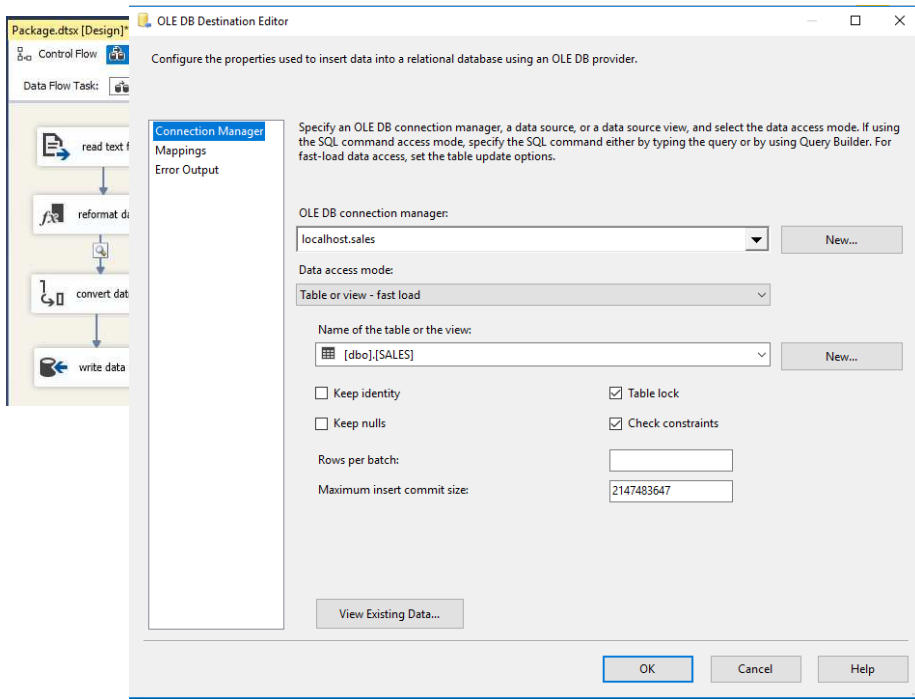 Package.dtsx [Design]*
Control Flow
Data Flow Task:
read text
reformat
convert
write data
OLE DB Destination Editor
Configure the properties used to insert data into a relational database using an OLE DB provider.
Connection Manager
Mappings
Error Output
Specify an OLE DB connection manager, a data source, or a data source view, and select the data access mode. If using
the SQL command access mode, specify the SQL command either by typing the query or by using Query Builder. For
fast-load data access, set the table update options.
OLE DB connection manager:
localhost.sales
New...
Data access mode:
Table or view - fast load
Name of the table or the view:
[dbo].[SALES]
New...
Keep identity
Table lock
Keep nulls
Check constraints
Rows per batch:
Maximum insert commit size:
2147483647
View Existing Data...
OK
Cancel
Help